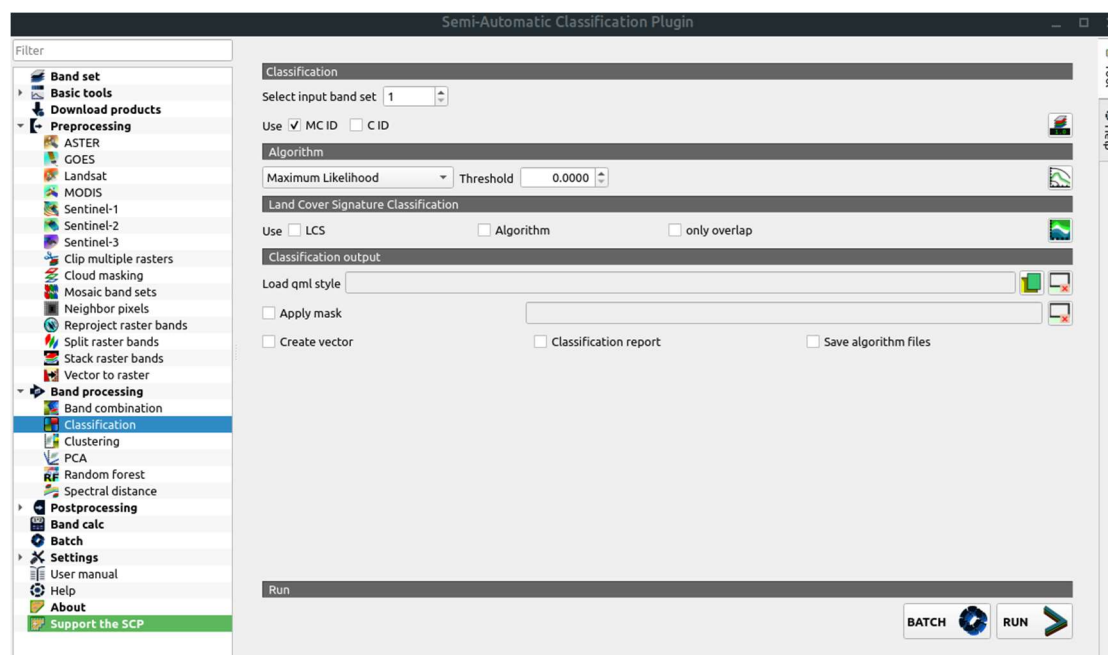 Semi-Automatic Classification Plugin
Filter
Band set
Basic tools
Download products
Preprocessing
ASTER
GOES
Landsat
MODIS
Sentinel-1
Sentinel-2
Sentinel-3
Clip multiple rasters
Cloud masking
Mosaic band sets
Neighbor pixels
Reproject raster bands
Split raster bands
Stack raster bands
Vector to raster
Band processing
Band combination
Classification
Clustering
PCA
RF Random forest
Spectral distance
Postprocessing
Band calc
Batch
Settings
User manual
Help
About
Support the SCP
Classification
Select input band set 1
Use MC ID C ID
Algorithm
Maximum Likelihood Threshold 0.0000
Land Cover Signature Classification
Use LCS Algorithm only overlap
Classification output
Load qml style
Apply mask
Create vector Classification report Save algorithm files
Run
BATCH RUN